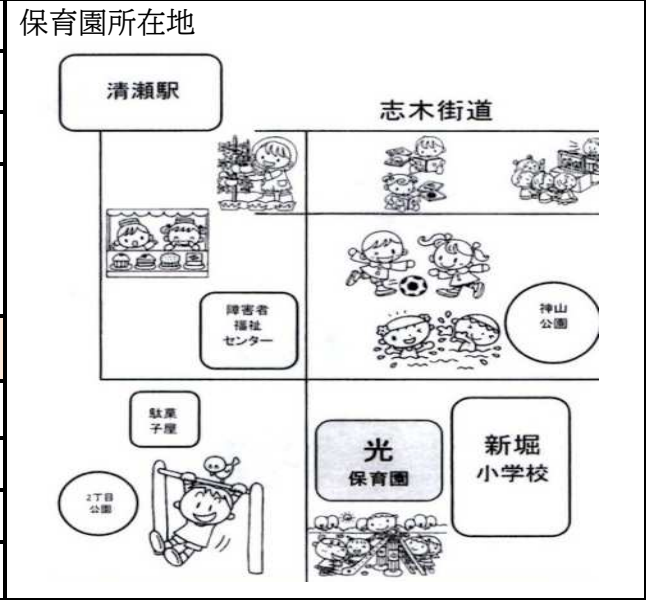 保育園所在地
清瀬駅
志木街道
障害者
福祉
センター
神山
公園
駄菓
子屋
2丁目
公園
光
保育園
新堀
小学校